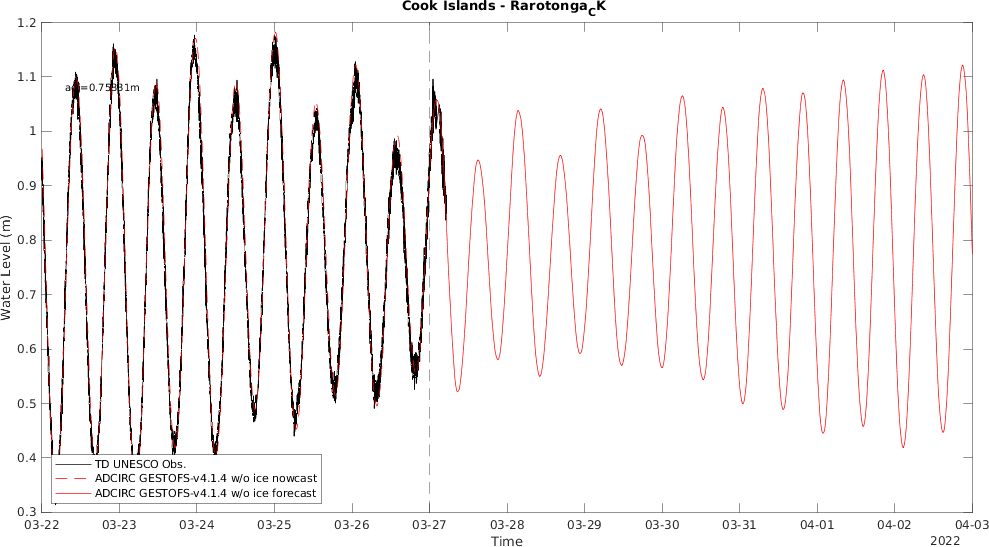 Cook Islands - Rarotonga_CK
1.2
1.1
1
0.9
0.8
0.7
0.6
0.5
0.4
0.3
Water Level (m)
TD UNESCO Obs.
ADCIRC GESTOFS-v4.1.4 w/o ice nowcast
ADCIRC GESTOFS-v4.1.4 w/o ice forecast
03-22 03-23 03-24 03-25 03-26 03-27 03-28 03-29 03-30 03-31 04-01 04-02 04-03
Time
2022